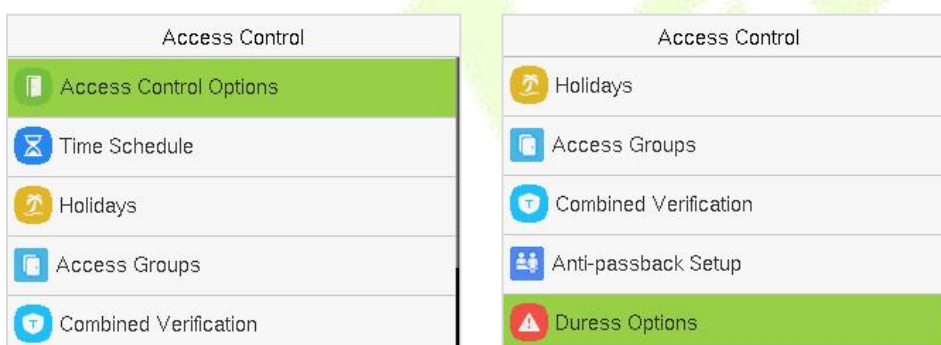 Access Control
Access Control Options
Time Schedule
Holidays
Access Groups
Combined Verification
Access Control
Holidays
Access Groups
Combined Verification
Anti-passback Setup
Duress Options